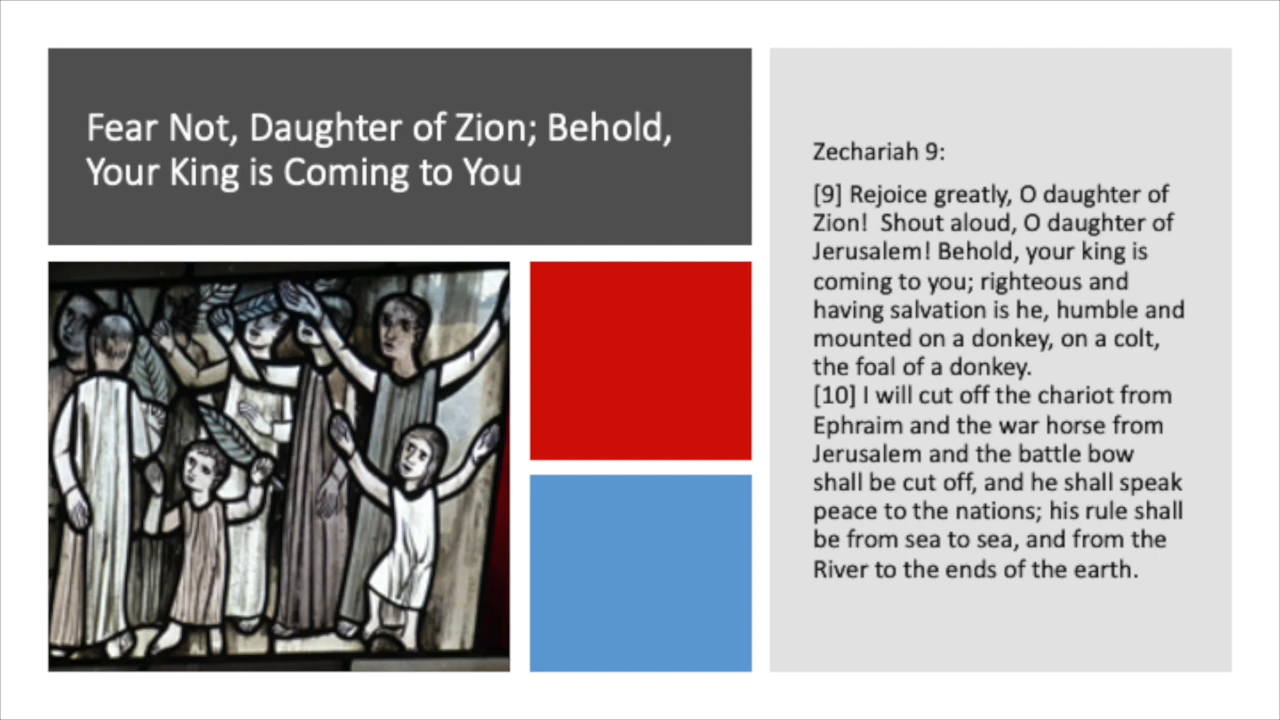 Fear Not, Daughter of Zion; Behold,
Your King is Coming to You
Zechariah 9:
[9] Rejoice greatly, O daughter of
Zion!  Shout aloud, O daughter of
Jerusalem! Behold, your king is
coming to you; righteous and
having salvation is he, humble and
mounted on a donkey, on a colt,
the foal of a donkey.
[10] I will cut off the chariot from
Ephraim and the war horse from
Jerusalem and the battle bow
shall be cut off, and he shall speak
peace to the nations; his rule shall
be from sea to sea, and from the
River to the ends of the earth.